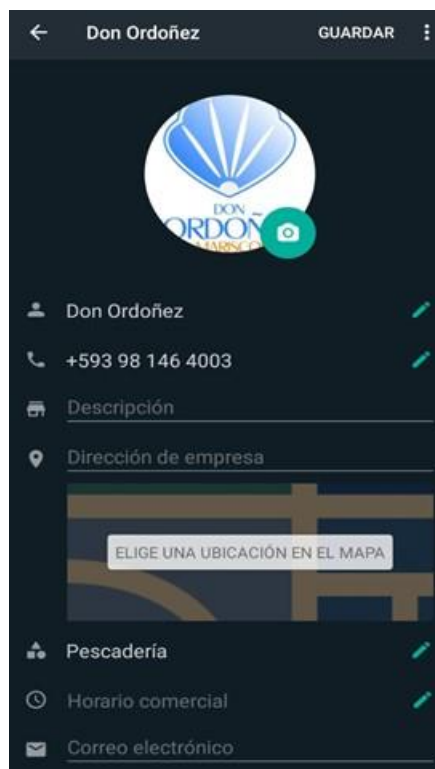 Don Ordoñez
GUARDAR
DON
ORDOÑ
MARISCO
Don Ordoñez
+593 98 146 4003
Descripción
Dirección de empresa
ELIGE UNA UBICACIÓN EN EL MAPA
Pescadería
Horario comercial
Correo electrónico